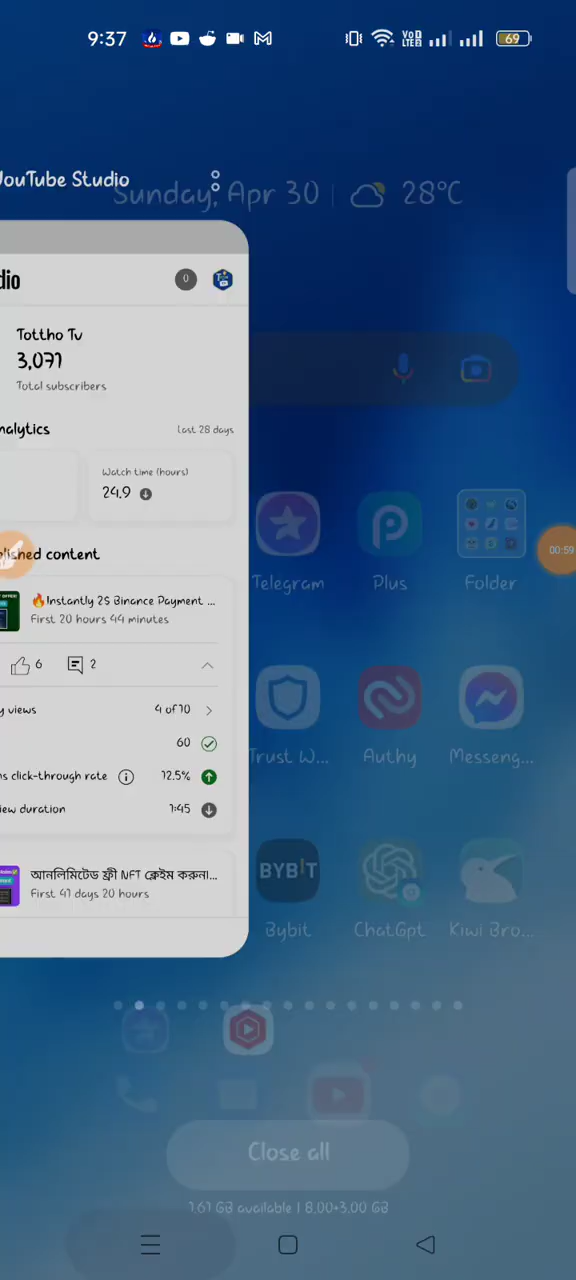 9:37
VoD
LTE
69
YouTube Studio
Sunday, Apr 30 | 28°C
dio
0
Tottho Tv
3,071
Total subscribers
nalytics
Last 28 days
Watch time (hours)
24.9
00:59
blished content
🔥Instantly 2$ Binance Payment ...
First 20 hours 44 minutes
6
2
Telegram
Plus
Folder
y views
4 of 10
60
s click-through rate
12.5%
iew duration
1:45
Trust W...
Authy
Messeng...
আনলিমিটেড ফ্রী NFT ক্লেইম করুন।...
First 41 days 20 hours
BYBIT
Bybit
ChatGpt
Kiwi Bro...
Close all
1.61 GB available | 8.00+3.00 GB